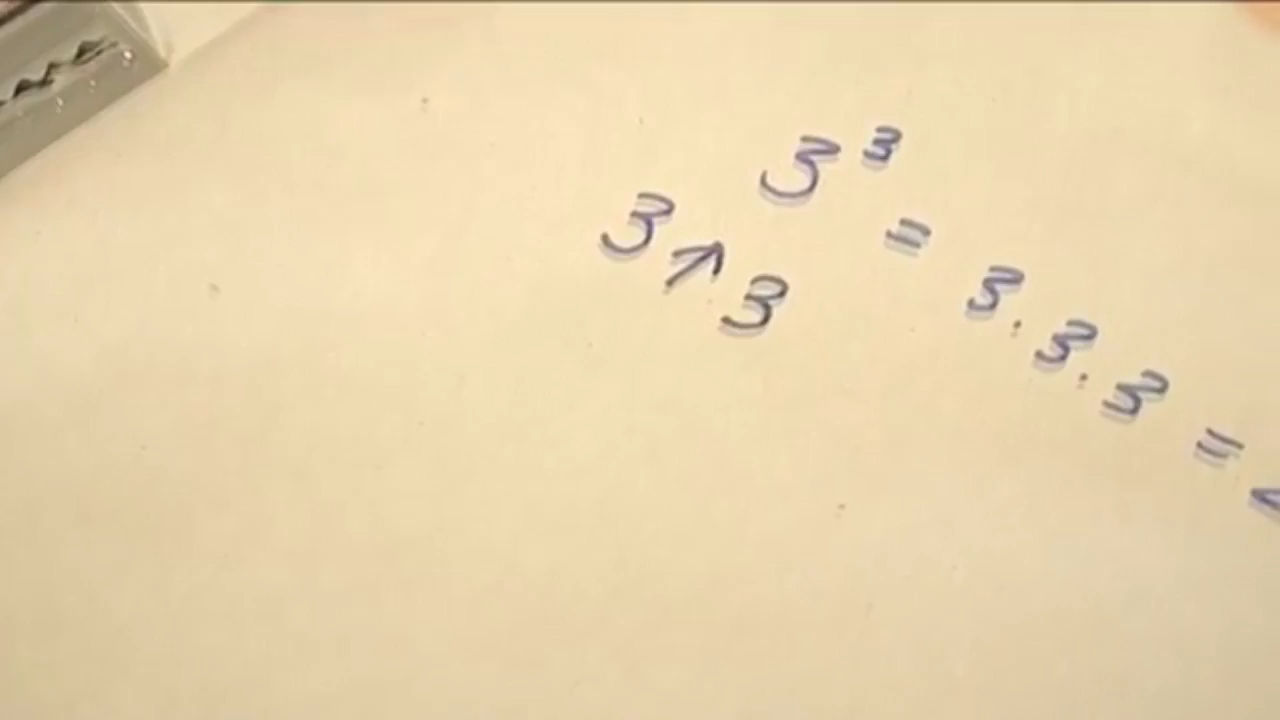 3³ = 3·3·3 =
3↑3